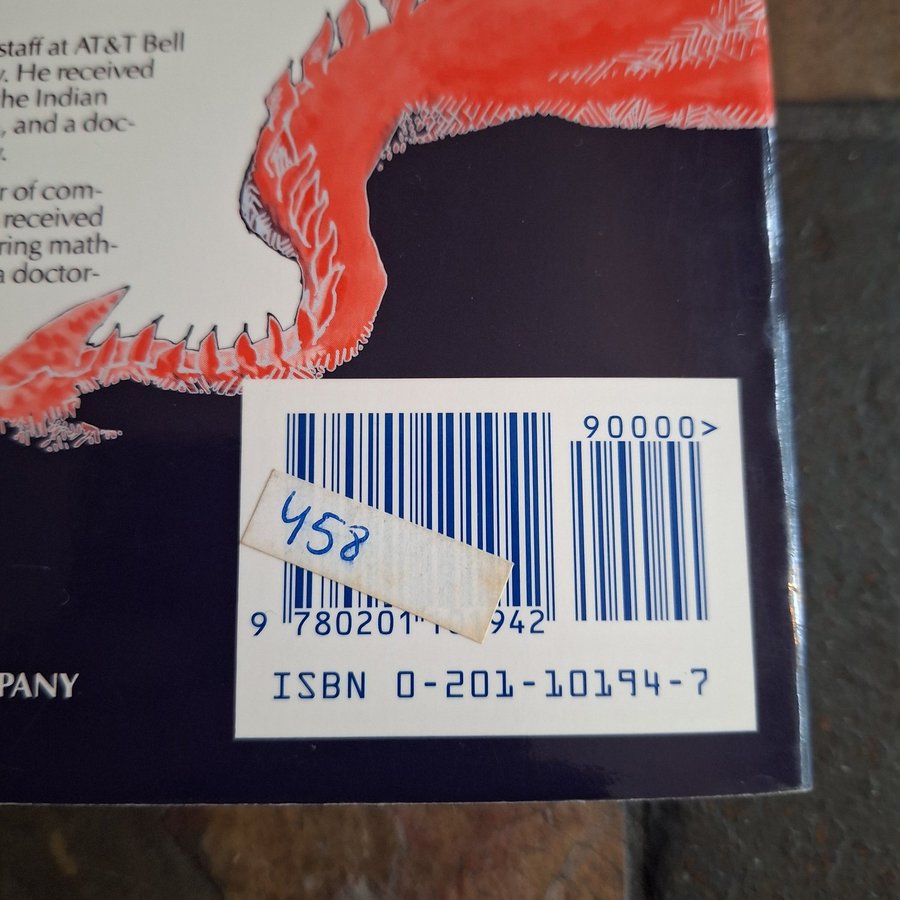 staff at AT&T Bell
y. He received
he Indian
, and a doc-
y.
r of com-
received
ring math-
a doctor-
PANY
90000>
458
9 780201 10 942
ISBN 0-201-10194-7